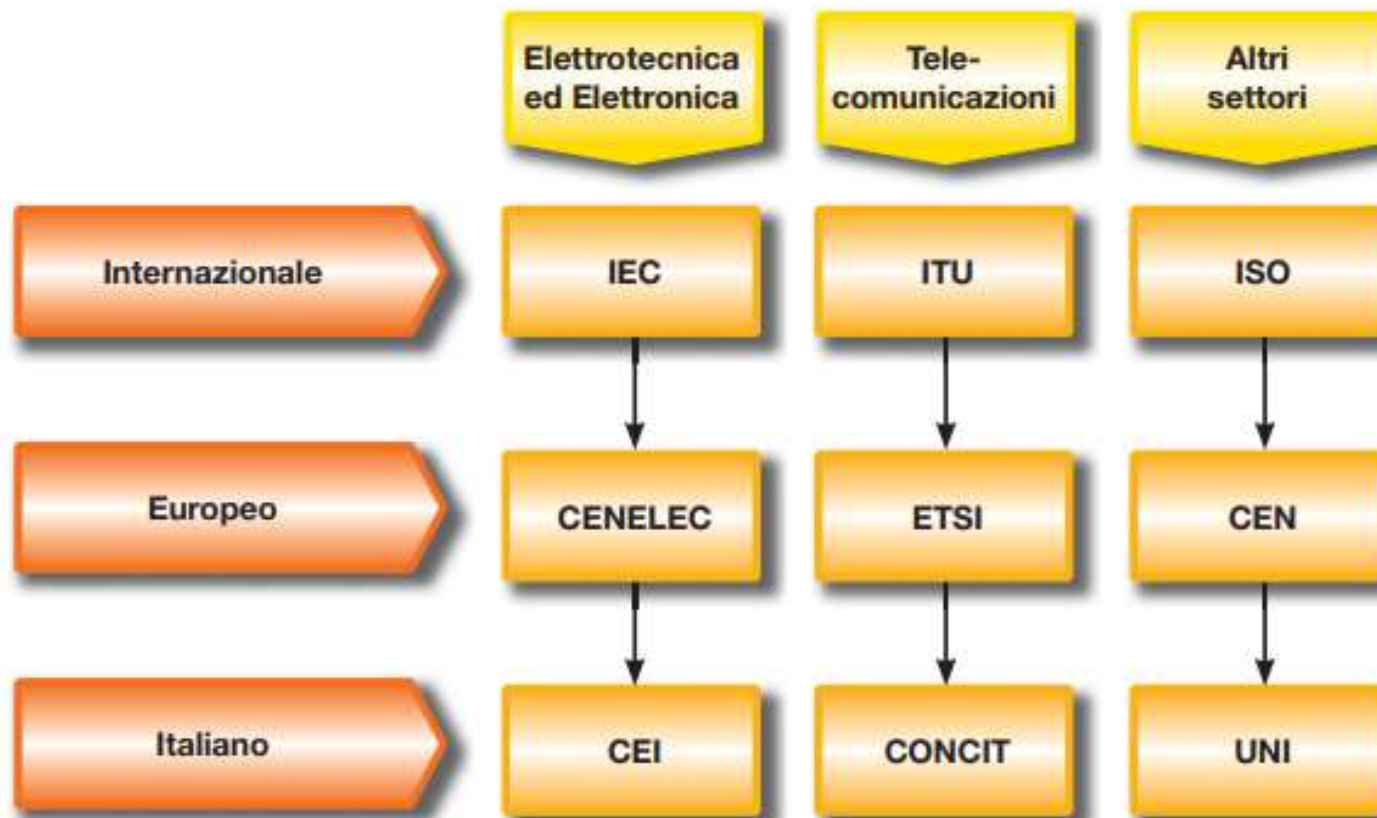 Elettrotecnica
ed Elettronica
Tele-
comunicazioni
Altri
settori
Internazionale
IEC
ITU
ISO
Europeo
CENELEC
ETSI
CEN
Italiano
CEI
CONCIT
UNI